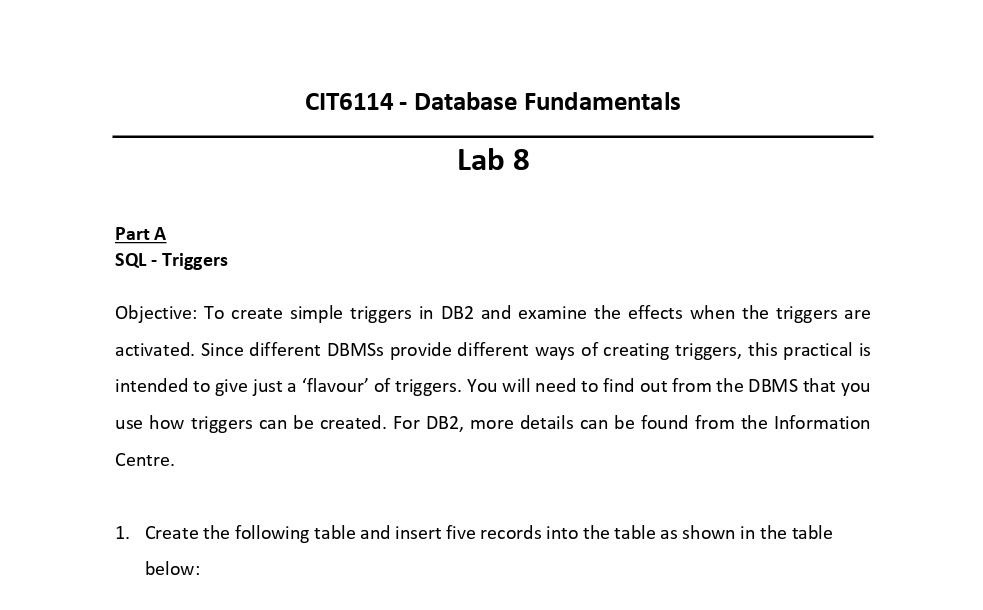 CIT6114 - Database Fundamentals
Lab 8
Part A
SQL - Triggers
Objective: To create simple triggers in DB2 and examine the effects when the triggers are
activated. Since different DBMSs provide different ways of creating triggers, this practical is
intended to give just a ‘flavour’ of triggers. You will need to find out from the DBMS that you
use how triggers can be created. For DB2, more details can be found from the Information
Centre.
1. Create the following table and insert five records into the table as shown in the table
below: